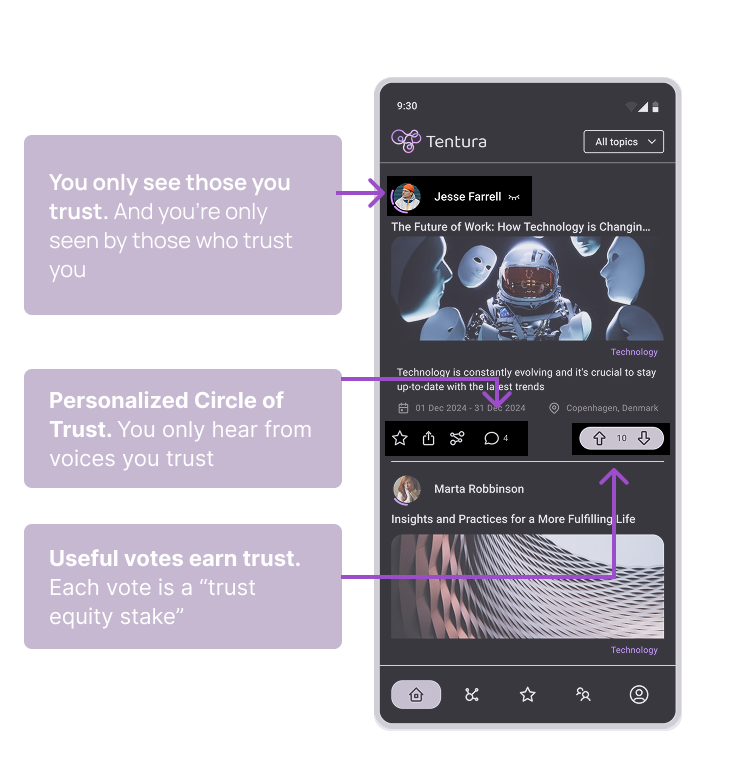 You only see those you
trust. And you're only
seen by those who trust
you
Personalized Circle of
Trust. You only hear from
voices you trust
Useful votes earn trust.
Each vote is a “trust
equity stake”
9:30
Tentura
All topics
Jesse Farrell
The Future of Work: How Technology is Changin...
Technology
Technology is constantly evolving and it's crucial to stay
up-to-date with the latest trends
01 Dec 2024 - 31 Dec 2024
Copenhagen, Denmark
4
10
Marta Robbinson
Insights and Practices for a More Fulfilling Life
Technology